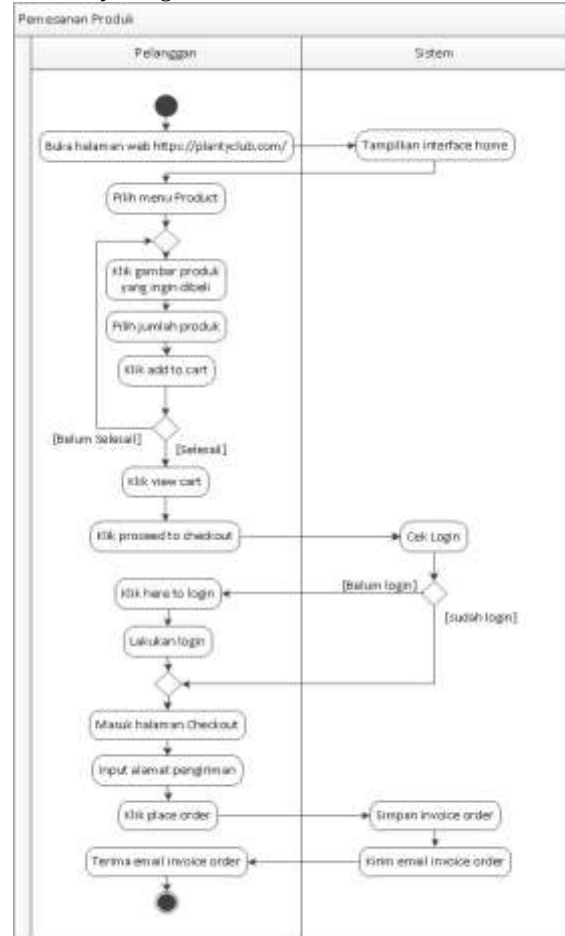 Pemesanan Produk
Pelanggan
Sistem
Buka halaman web https://plantyclub.com/
Tampilkan interface home
Pilih menu Product
Klik gambar produk
yang ingin dibeli
Pilih jumlah produk
Klik add to cart
[Belum Selesai]
[Selesai]
Klik view cart
Klik proceed to checkout
Cek Login
Klik here to login
[Belum login]
[sudah login]
Lakukan login
Masuk halaman Checkout
Input alamat pengiriman
Klik place order
Simpan invoice order
Terima email invoice order
Kirim email invoice order